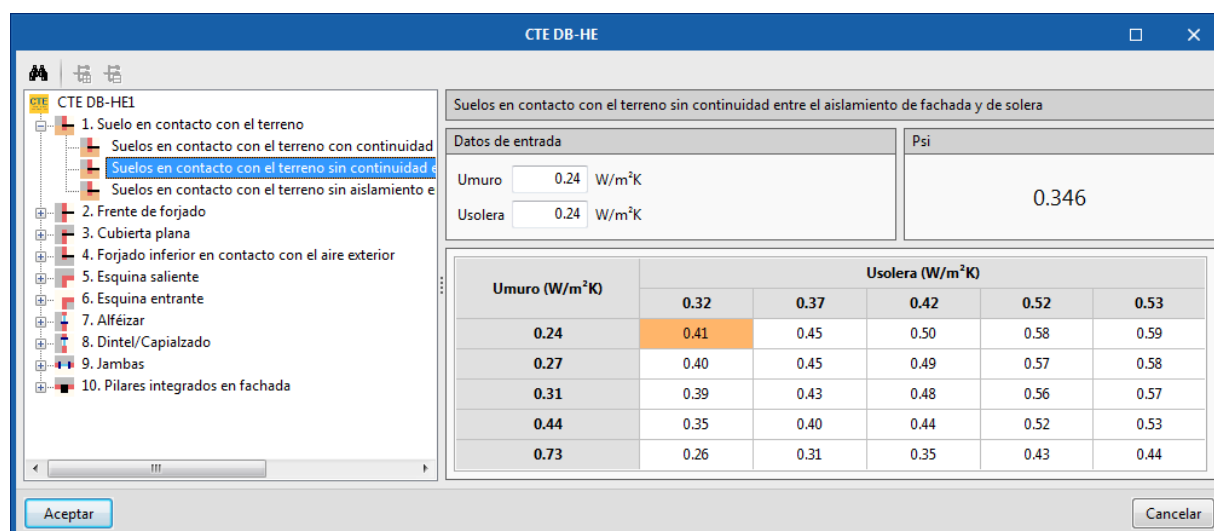 CTE DB-HE
CTE CTE DB-HE1
1. Suelo en contacto con el terreno
Suelos en contacto con el terreno con continuidad
Suelos en contacto con el terreno sin continuidad e
Suelos en contacto con el terreno sin aislamiento e
2. Frente de forjado
3. Cubierta plana
4. Forjado inferior en contacto con el aire exterior
5. Esquina saliente
6. Esquina entrante
7. Alféizar
8. Dintel/Capialzado
9. Jambas
10. Pilares integrados en fachada
Suelos en contacto con el terreno sin continuidad entre el aislamiento de fachada y de solera
Datos de entrada
Umuro 0.24 W/m²K
Usolera 0.24 W/m²K
Psi
0.346
Umuro (W/m²K) Usolera (W/m²K)
0.32 0.37 0.42 0.52 0.53
0.24 0.41 0.45 0.50 0.58 0.59
0.27 0.40 0.45 0.49 0.57 0.58
0.31 0.39 0.43 0.48 0.56 0.57
0.44 0.35 0.40 0.44 0.52 0.53
0.73 0.26 0.31 0.35 0.43 0.44
Aceptar
Cancelar